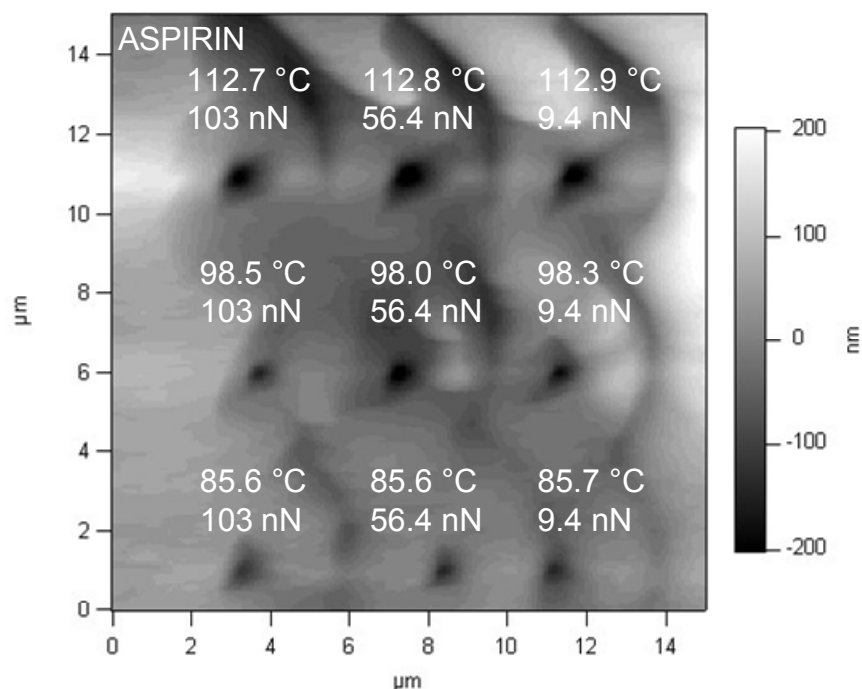 ASPIRIN
112.7 °C 112.8 °C 112.9 °C
103 nN 56.4 nN 9.4 nN
98.5 °C 98.0 °C 98.3 °C
103 nN 56.4 nN 9.4 nN
85.6 °C 85.6 °C 85.7 °C
103 nN 56.4 nN 9.4 nN
14
12
10
8
6
4
2
0
µm
0 2 4 6 8 10 12 14
µm
200
100
0
-100
-200
nm